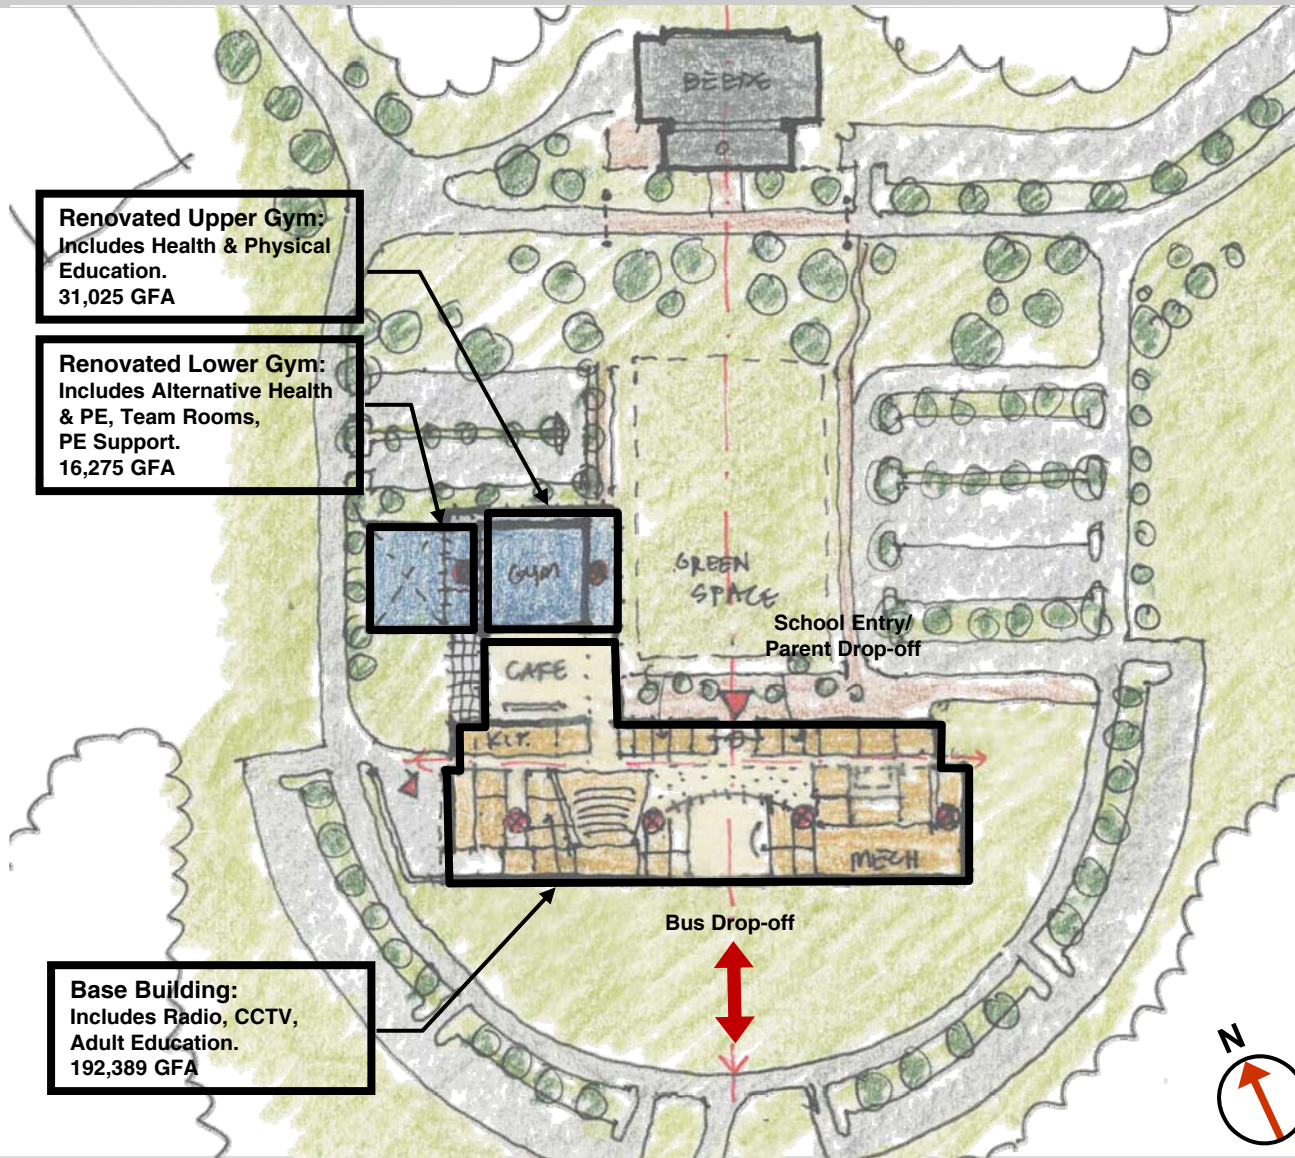 BEEDE
Renovated Upper Gym:
Includes Health & Physical
Education.
31,025 GFA
Renovated Lower Gym:
Includes Alternative Health
& PE, Team Rooms,
PE Support.
16,275 GFA
GYM
GREEN
SPACE
School Entry/
Parent Drop-off
CAFE
KIT.
MECH
Bus Drop-off
Base Building:
Includes Radio, CCTV,
Adult Education.
192,389 GFA
N